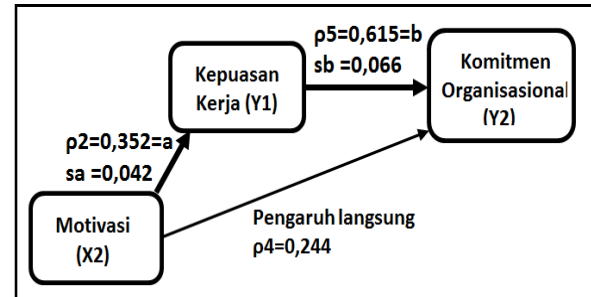 ρ5=0,615=b
sb =0,066
Kepuasan
Kerja (Y1)
Komitmen
Organisasional
(Y2)
ρ2=0,352=a
sa =0,042
Motivasi
(X2)
Pengaruh langsung
ρ4=0,244